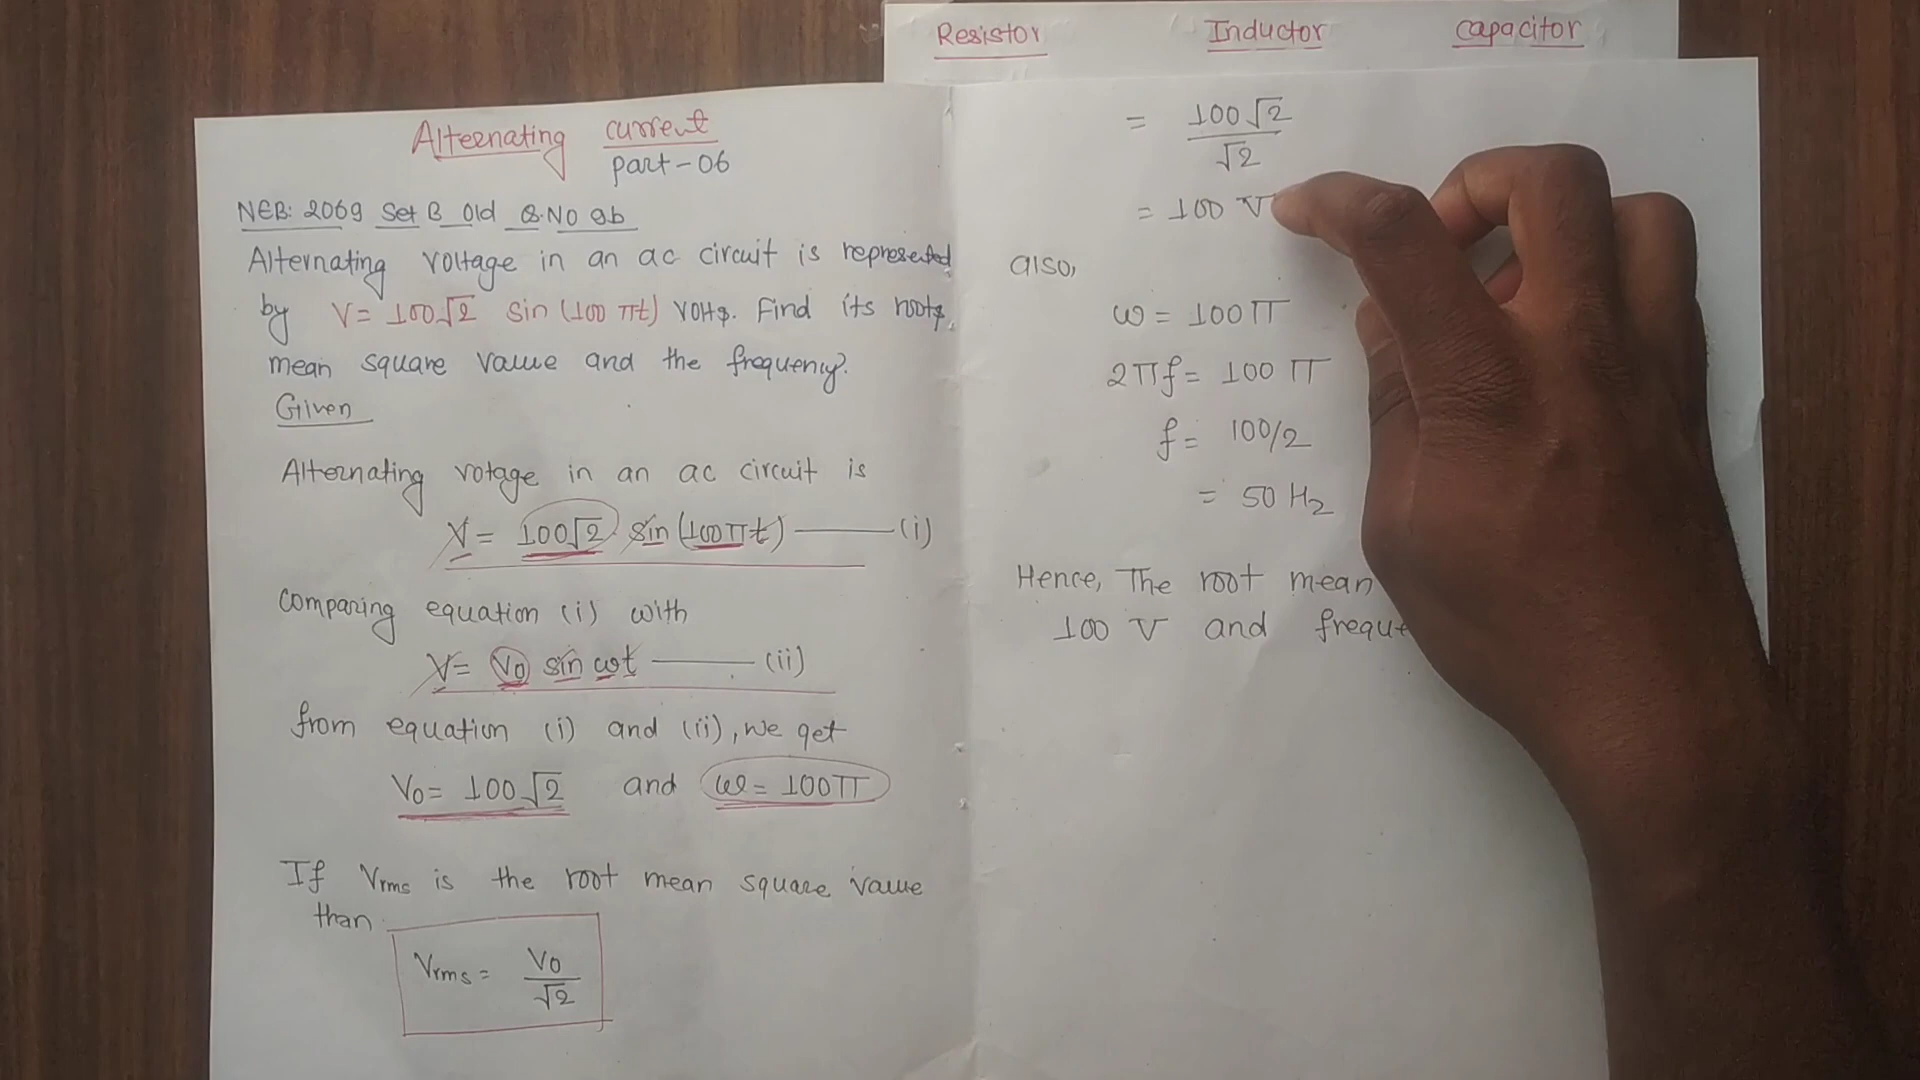 Resistor Inductor Capacitor
Alternating current
part-06
NEB: 2069 Set B Old Q.NO 9b
Alternating voltage in an ac circuit is represented
by V= 100√2 sin (100 πt) volts. Find its roots
mean square value and the frequency?
Given
Alternating votage in an ac circuit is
V= 100√2 sin (100πt) ——— (i)
Comparing equation (i) with
V= V0 sin ωt ——— (ii)
from equation (i) and (ii), we get
V0= 100√2 and ω= 100π
If Vrms is the root mean square value
than
Vrms = V0/√2
= 100√2/√2
= 100 V
also,
ω = 100π
2πf = 100 π
f = 100/2
= 50 Hz
Hence, The root mean
100 V and